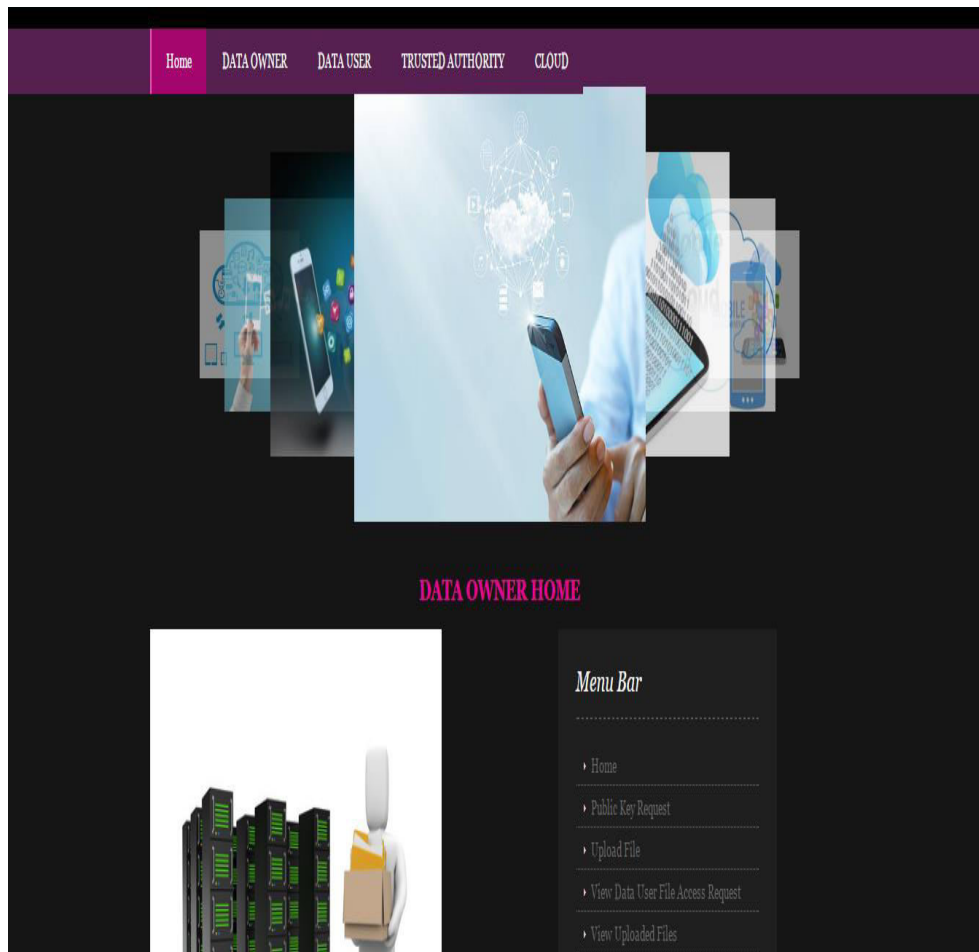 Home DATA OWNER DATA USER TRUSTED AUTHORITY CLOUD
DATA OWNER HOME
Menu Bar
Home
Public Key Request
Upload File
View Data User File Access Request
View Uploaded Files